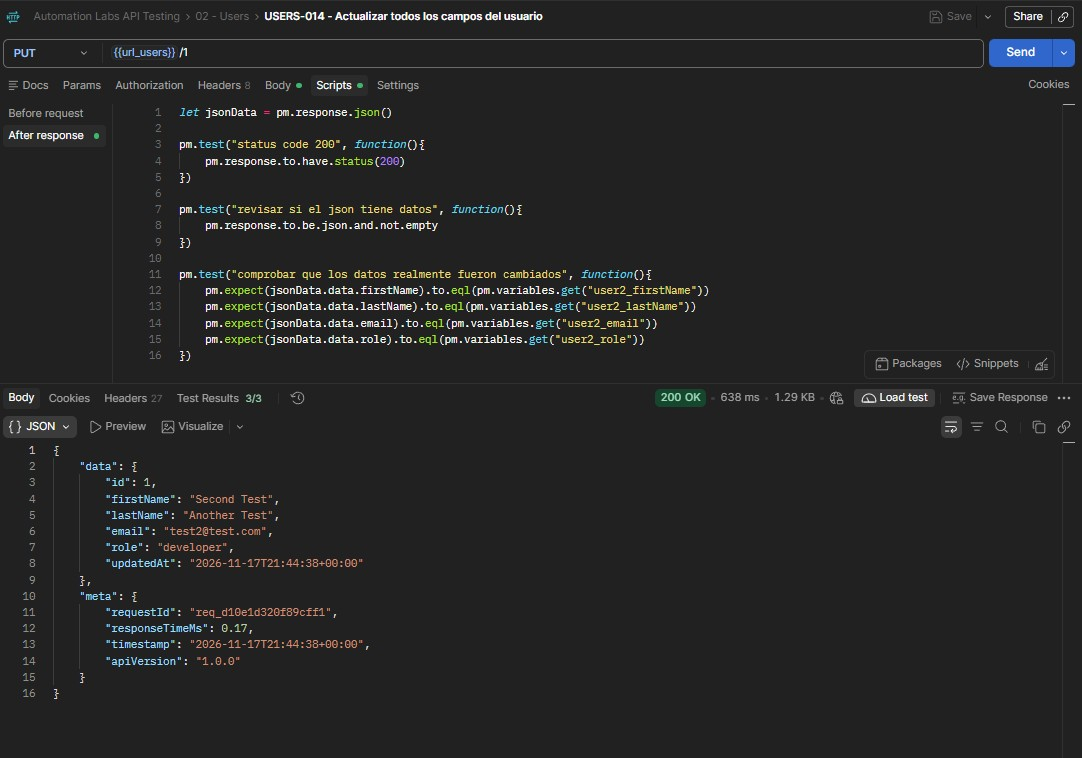 HTTP Automation Labs API Testing > 02 - Users > USERS-014 - Actualizar todos los campos del usuario Save Share
PUT {{url_users}} /1 Send
Docs Params Authorization Headers 8 Body Scripts Settings Cookies
Before request
After response
1 let jsonData = pm.response.json()
2
3 pm.test("status code 200", function(){
4 pm.response.to.have.status(200)
5 })
6
7 pm.test("revisar si el json tiene datos", function(){
8 pm.response.to.be.json.and.not.empty
9 })
10
11 pm.test("comprobar que los datos realmente fueron cambiados", function(){
12 pm.expect(jsonData.data.firstName).to.eql(pm.variables.get("user2_firstName"))
13 pm.expect(jsonData.data.lastName).to.eql(pm.variables.get("user2_lastName"))
14 pm.expect(jsonData.data.email).to.eql(pm.variables.get("user2_email"))
15 pm.expect(jsonData.data.role).to.eql(pm.variables.get("user2_role"))
16 })
Packages </> Snippets
Body Cookies Headers 27 Test Results 3/3 200 OK 638 ms 1.29 KB Load test e.g. Save Response
{} JSON Preview Visualize
1 {
2 "data": {
3 "id": 1,
4 "firstName": "Second Test",
5 "lastName": "Another Test",
6 "email": "test2@test.com",
7 "role": "developer",
8 "updatedAt": "2026-11-17T21:44:38+00:00"
9 },
10 "meta": {
11 "requestId": "req_d10e1d320f89cff1",
12 "responseTimeMs": 0.17,
13 "timestamp": "2026-11-17T21:44:38+00:00",
14 "apiVersion": "1.0.0"
15 }
16 }